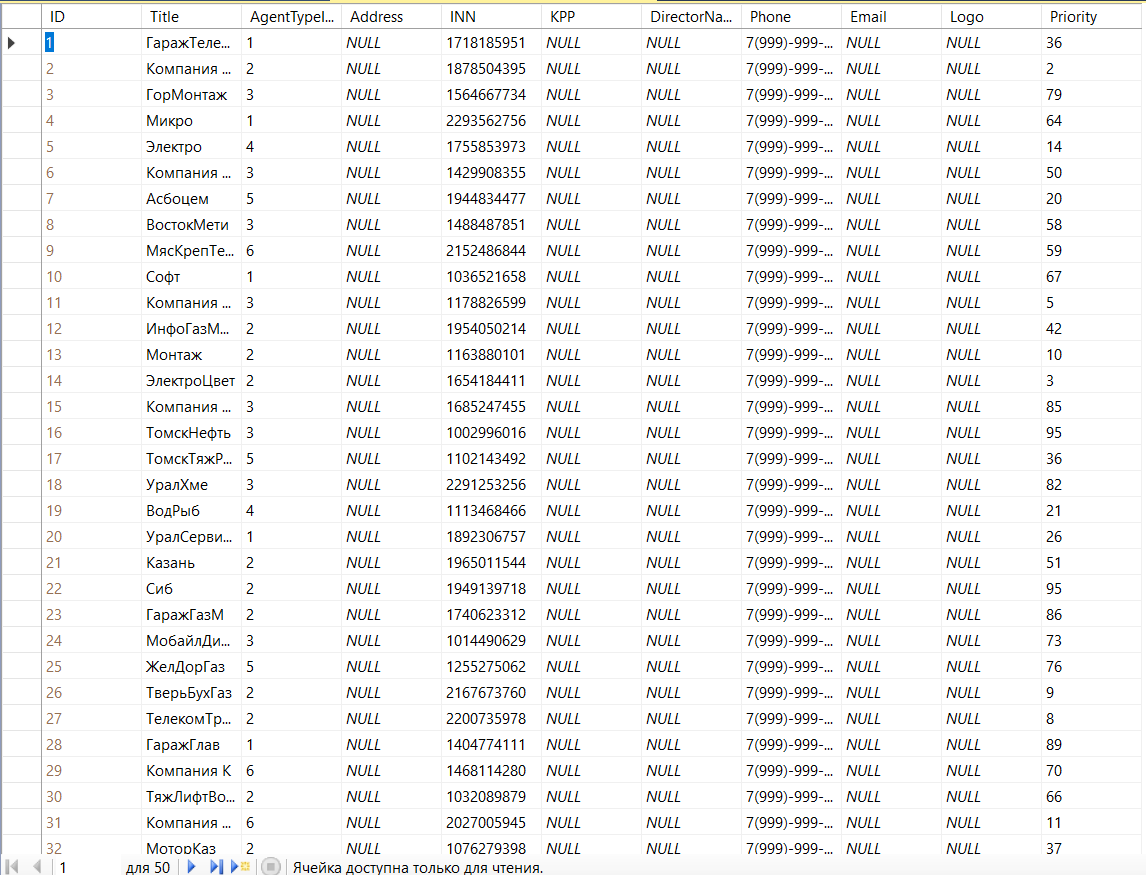 ID Title AgentTypeI... Address INN KPP DirectorNa... Phone Email Logo Priority
1 ГаражТеле... 1 NULL 1718185951 NULL NULL 7(999)-999-... NULL NULL 36
2 Компания ... 2 NULL 1878504395 NULL NULL 7(999)-999-... NULL NULL 2
3 ГорМонтаж 3 NULL 1564667734 NULL NULL 7(999)-999-... NULL NULL 79
4 Микро 1 NULL 2293562756 NULL NULL 7(999)-999-... NULL NULL 64
5 Электро 4 NULL 1755853973 NULL NULL 7(999)-999-... NULL NULL 14
6 Компания ... 3 NULL 1429908355 NULL NULL 7(999)-999-... NULL NULL 50
7 Асбоцем 5 NULL 1944834477 NULL NULL 7(999)-999-... NULL NULL 20
8 ВостокМети 3 NULL 1488487851 NULL NULL 7(999)-999-... NULL NULL 58
9 МясКрепТе... 6 NULL 2152486844 NULL NULL 7(999)-999-... NULL NULL 59
10 Софт 1 NULL 1036521658 NULL NULL 7(999)-999-... NULL NULL 67
11 Компания ... 3 NULL 1178826599 NULL NULL 7(999)-999-... NULL NULL 5
12 ИнфоГазМ... 2 NULL 1954050214 NULL NULL 7(999)-999-... NULL NULL 42
13 Монтаж 2 NULL 1163880101 NULL NULL 7(999)-999-... NULL NULL 10
14 ЭлектроЦвет 2 NULL 1654184411 NULL NULL 7(999)-999-... NULL NULL 3
15 Компания ... 3 NULL 1685247455 NULL NULL 7(999)-999-... NULL NULL 85
16 ТомскНефть 3 NULL 1002996016 NULL NULL 7(999)-999-... NULL NULL 95
17 ТомскТяжР... 5 NULL 1102143492 NULL NULL 7(999)-999-... NULL NULL 36
18 УралХме 3 NULL 2291253256 NULL NULL 7(999)-999-... NULL NULL 82
19 ВодРыб 4 NULL 1113468466 NULL NULL 7(999)-999-... NULL NULL 21
20 УралСерви... 1 NULL 1892306757 NULL NULL 7(999)-999-... NULL NULL 26
21 Казань 2 NULL 1965011544 NULL NULL 7(999)-999-... NULL NULL 51
22 Сиб 2 NULL 1949139718 NULL NULL 7(999)-999-... NULL NULL 95
23 ГаражГазМ 2 NULL 1740623312 NULL NULL 7(999)-999-... NULL NULL 86
24 МобайлДи... 3 NULL 1014490629 NULL NULL 7(999)-999-... NULL NULL 73
25 ЖелДорГаз 5 NULL 1255275062 NULL NULL 7(999)-999-... NULL NULL 76
26 ТверьБухГаз 2 NULL 2167673760 NULL NULL 7(999)-999-... NULL NULL 9
27 ТелекомТр... 2 NULL 2200735978 NULL NULL 7(999)-999-... NULL NULL 8
28 ГаражГлав 1 NULL 1404774111 NULL NULL 7(999)-999-... NULL NULL 89
29 Компания К 6 NULL 1468114280 NULL NULL 7(999)-999-... NULL NULL 70
30 ТяжЛифтВо... 2 NULL 1032089879 NULL NULL 7(999)-999-... NULL NULL 66
31 Компания ... 6 NULL 2027005945 NULL NULL 7(999)-999-... NULL NULL 11
32 МоторКаз 2 NULL 1076279398 NULL NULL 7(999)-999-... NULL NULL 37
1 для 50 Ячейка доступна только для чтения.